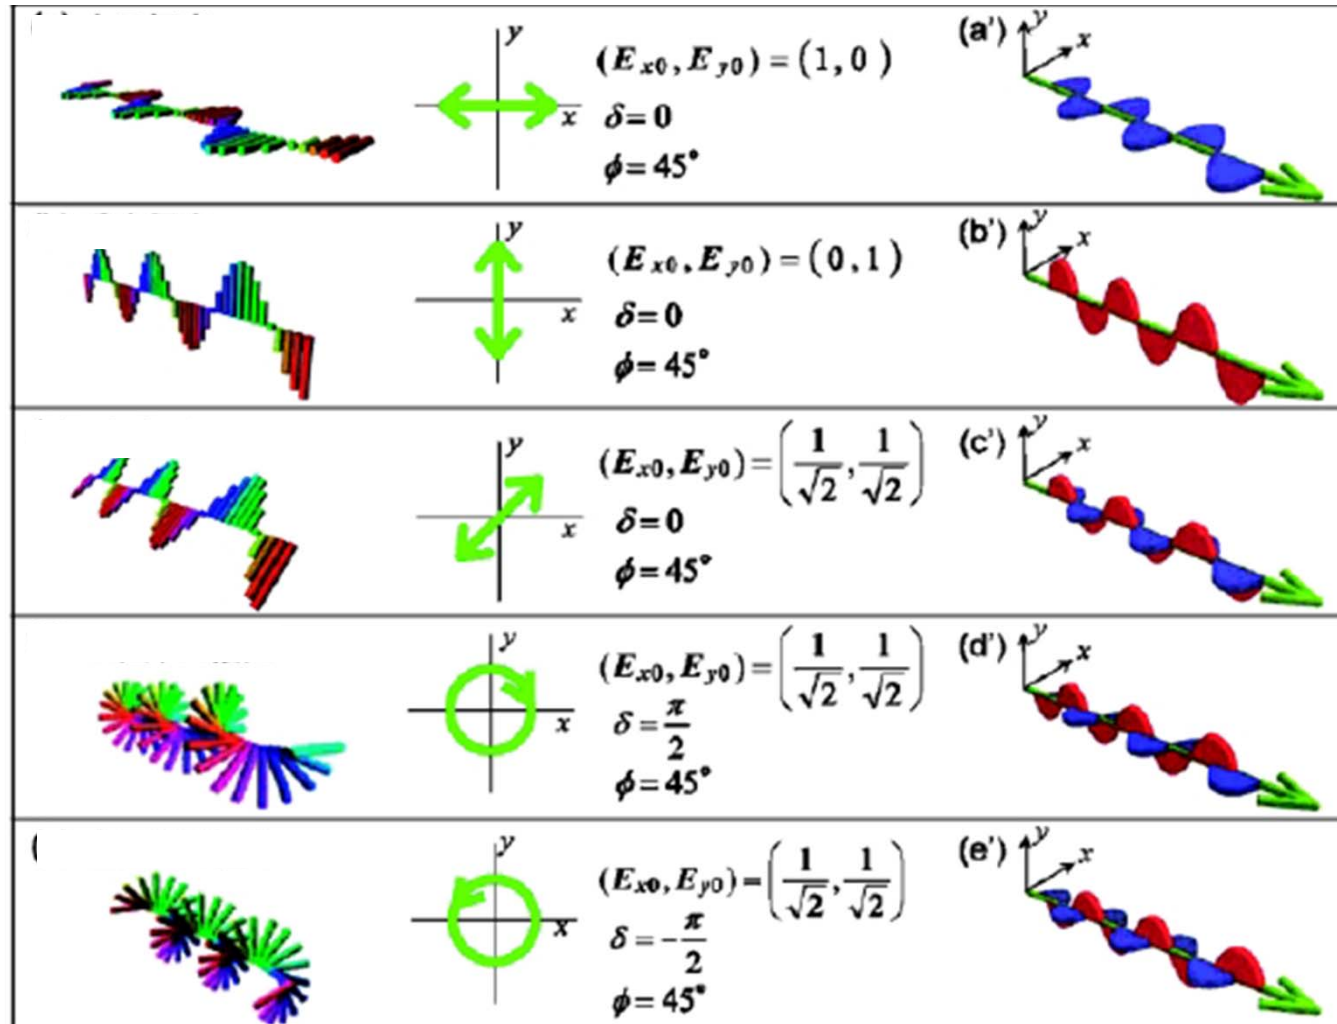 y
x
(E_x0, E_y0) = (1, 0)
δ = 0
ϕ = 45°
(a')
y
x
y
x
(E_x0, E_y0) = (0, 1)
δ = 0
ϕ = 45°
(b')
y
x
y
x
(E_x0, E_y0) = (1/√2, 1/√2)
δ = 0
ϕ = 45°
(c')
y
x
y
x
(E_x0, E_y0) = (1/√2, 1/√2)
δ = π/2
ϕ = 45°
(d')
y
x
y
x
(E_x0, E_y0) = (1/√2, 1/√2)
δ = -π/2
ϕ = 45°
(e')
y
x